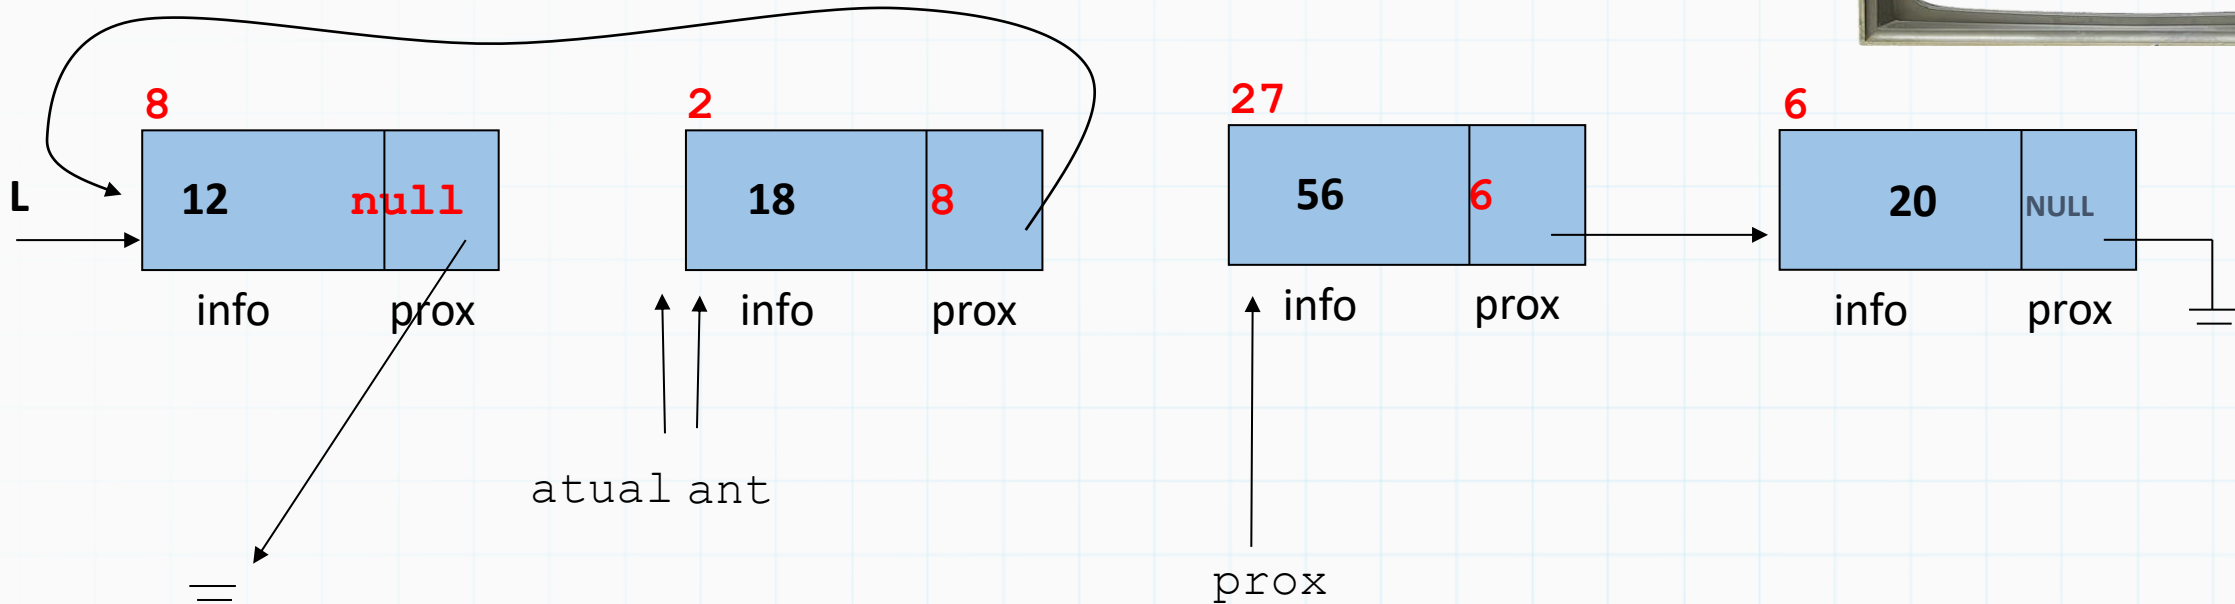 8 2 27 6
L 12 null 18 8 56 6 20 NULL
info prox info prox info prox info prox
atual ant
prox